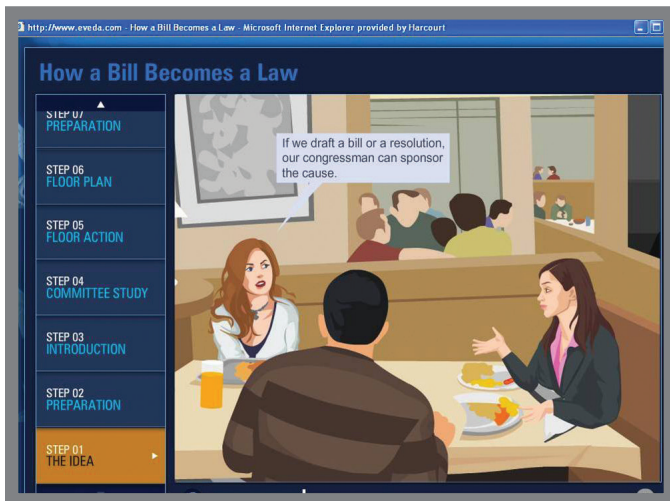 http://www.eveda.com - How a Bill Becomes a Law - Microsoft Internet Explorer provided by Harcourt
How a Bill Becomes a Law
STEP 07
PREPARATION
STEP 06
FLOOR PLAN
STEP 05
FLOOR ACTION
STEP 04
COMMITTEE STUDY
STEP 03
INTRODUCTION
STEP 02
PREPARATION
STEP 01
THE IDEA
If we draft a bill or a resolution,
our congressman can sponsor
the cause.